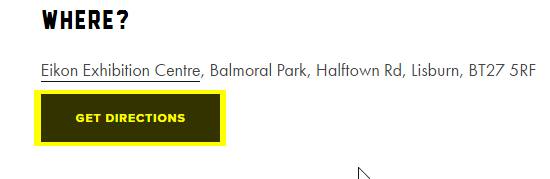 WHERE?
Eikon Exhibition Centre, Balmoral Park, Halftown Rd, Lisburn, BT27 5RF
GET DIRECTIONS